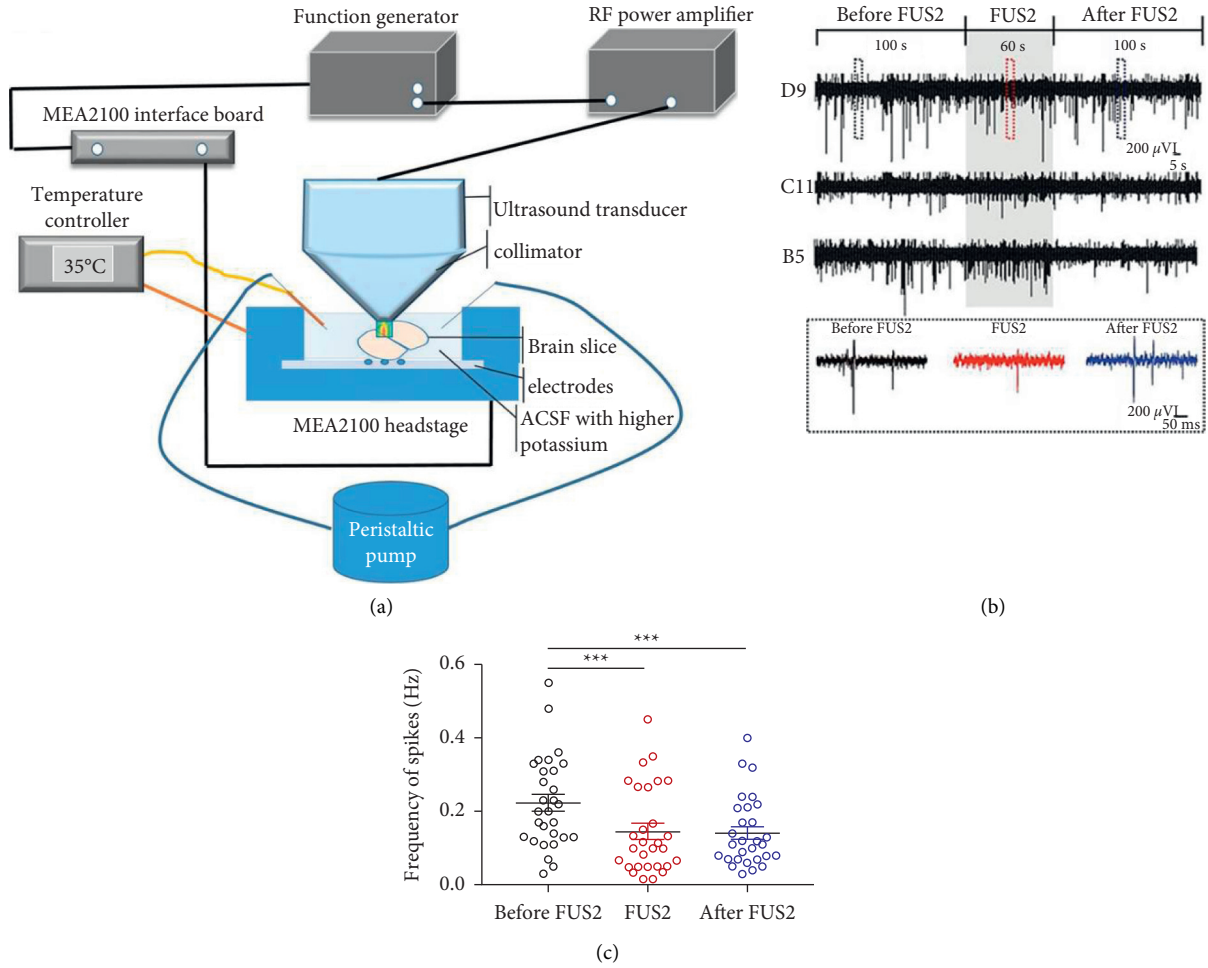 Function generator
RF power amplifier
MEA2100 interface board
Temperature
controller
35°C
Ultrasound transducer
collimator
Brain slice
electrodes
ACSF with higher
potassium
MEA2100 headstage
Peristaltic
pump
(a)
Before FUS2
FUS2
After FUS2
100 s
60 s
100 s
D9
200 µV
5 s
C11
B5
Before FUS2
FUS2
After FUS2
200 µV
50 ms
(b)
***
***
Frequency of spikes (Hz)
0.6
0.4
0.2
0.0
Before FUS2
FUS2
After FUS2
(c)